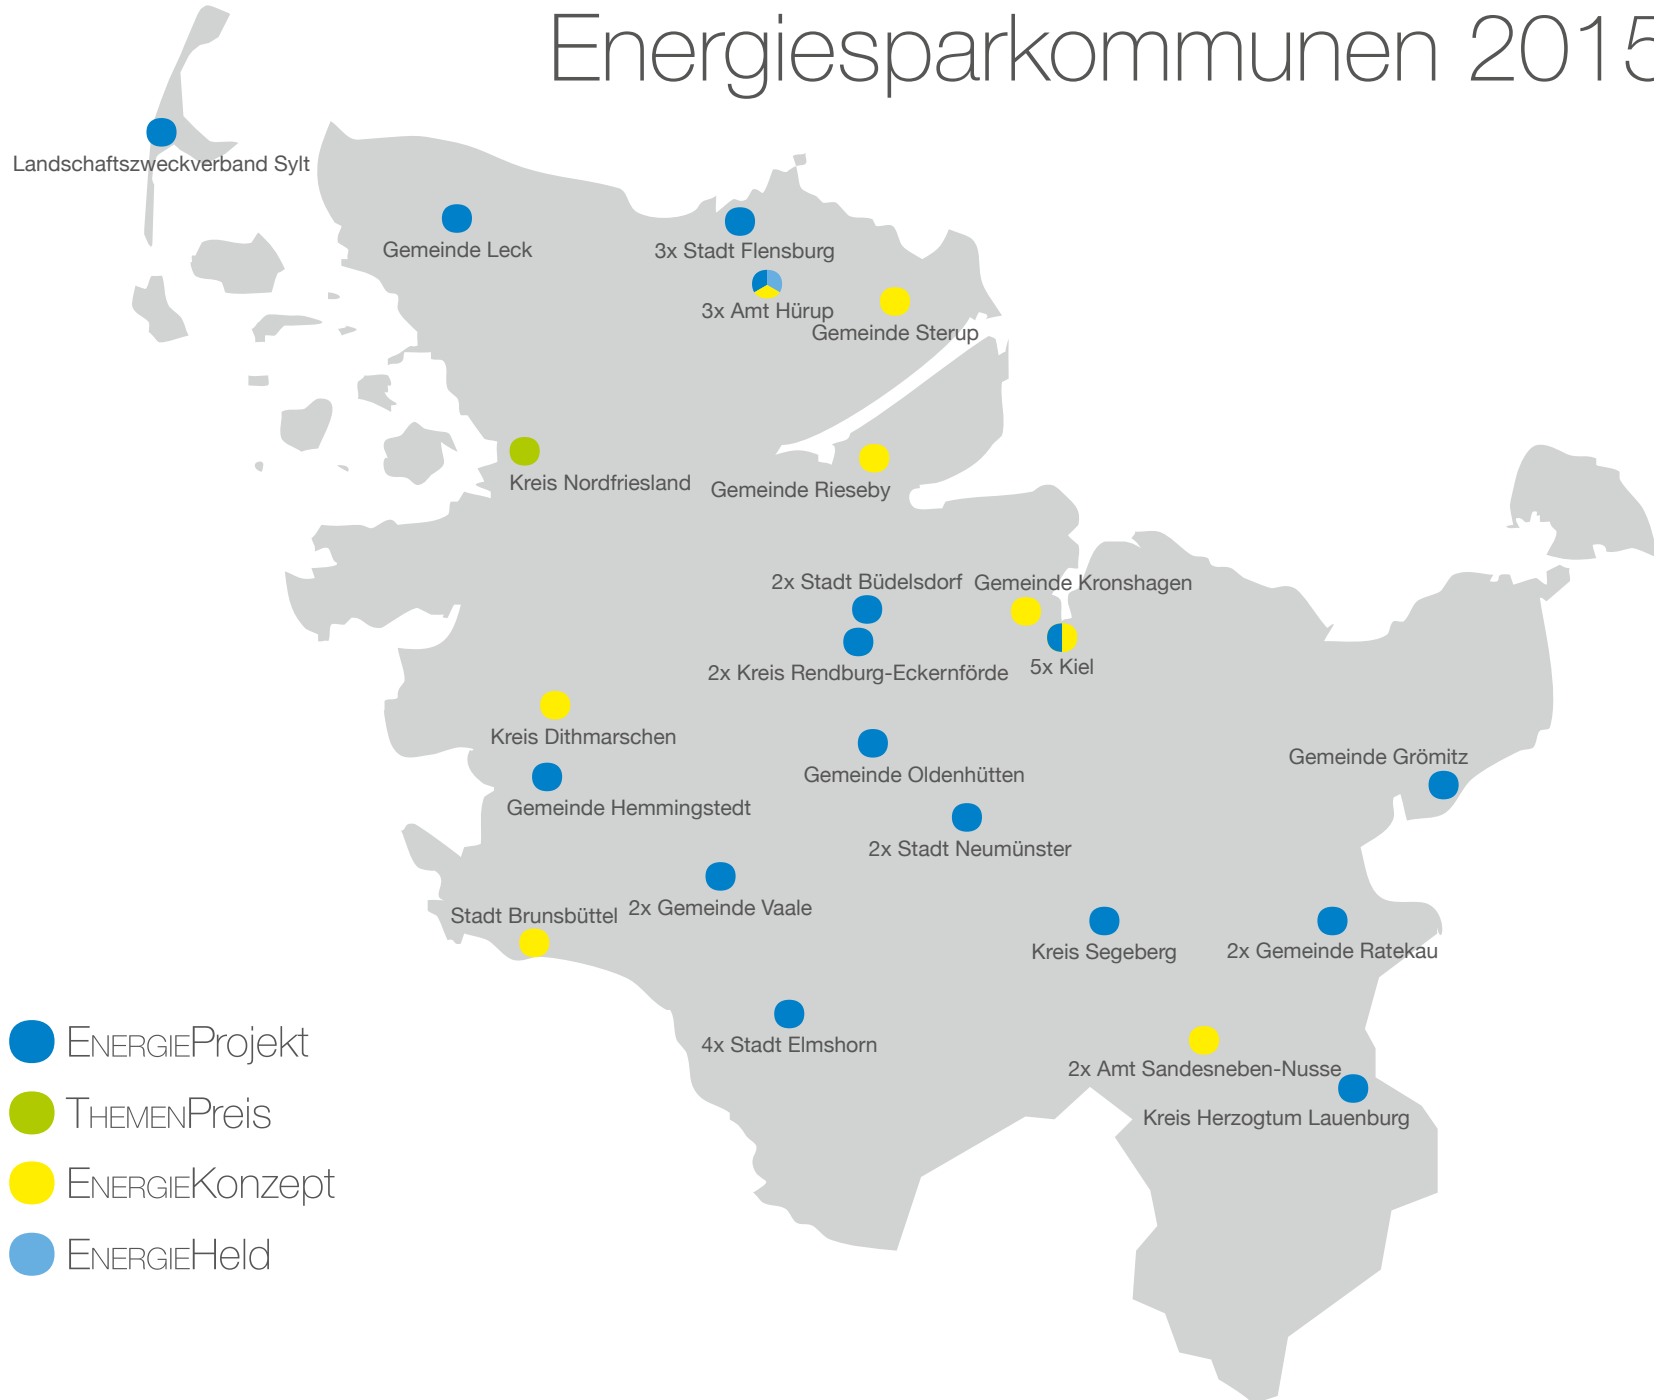 Energiesparkommunen 2015
Landschaftszweckverband Sylt
Gemeinde Leck
3x Stadt Flensburg
3x Amt Hürup
Gemeinde Sterup
Kreis Nordfriesland
Gemeinde Rieseby
2x Stadt Büdelsdorf
Gemeinde Kronshagen
2x Kreis Rendburg-Eckernförde
5x Kiel
Kreis Dithmarschen
Gemeinde Oldenhütten
Gemeinde Grömitz
Gemeinde Hemmingstedt
2x Stadt Neumünster
Stadt Brunsbüttel
2x Gemeinde Vaale
Kreis Segeberg
2x Gemeinde Ratekau
4x Stadt Elmshorn
2x Amt Sandesneben-Nusse
Kreis Herzogtum Lauenburg
ENERGIEProjekt
THEMENPreis
ENERGIEKonzept
ENERGIEHeld